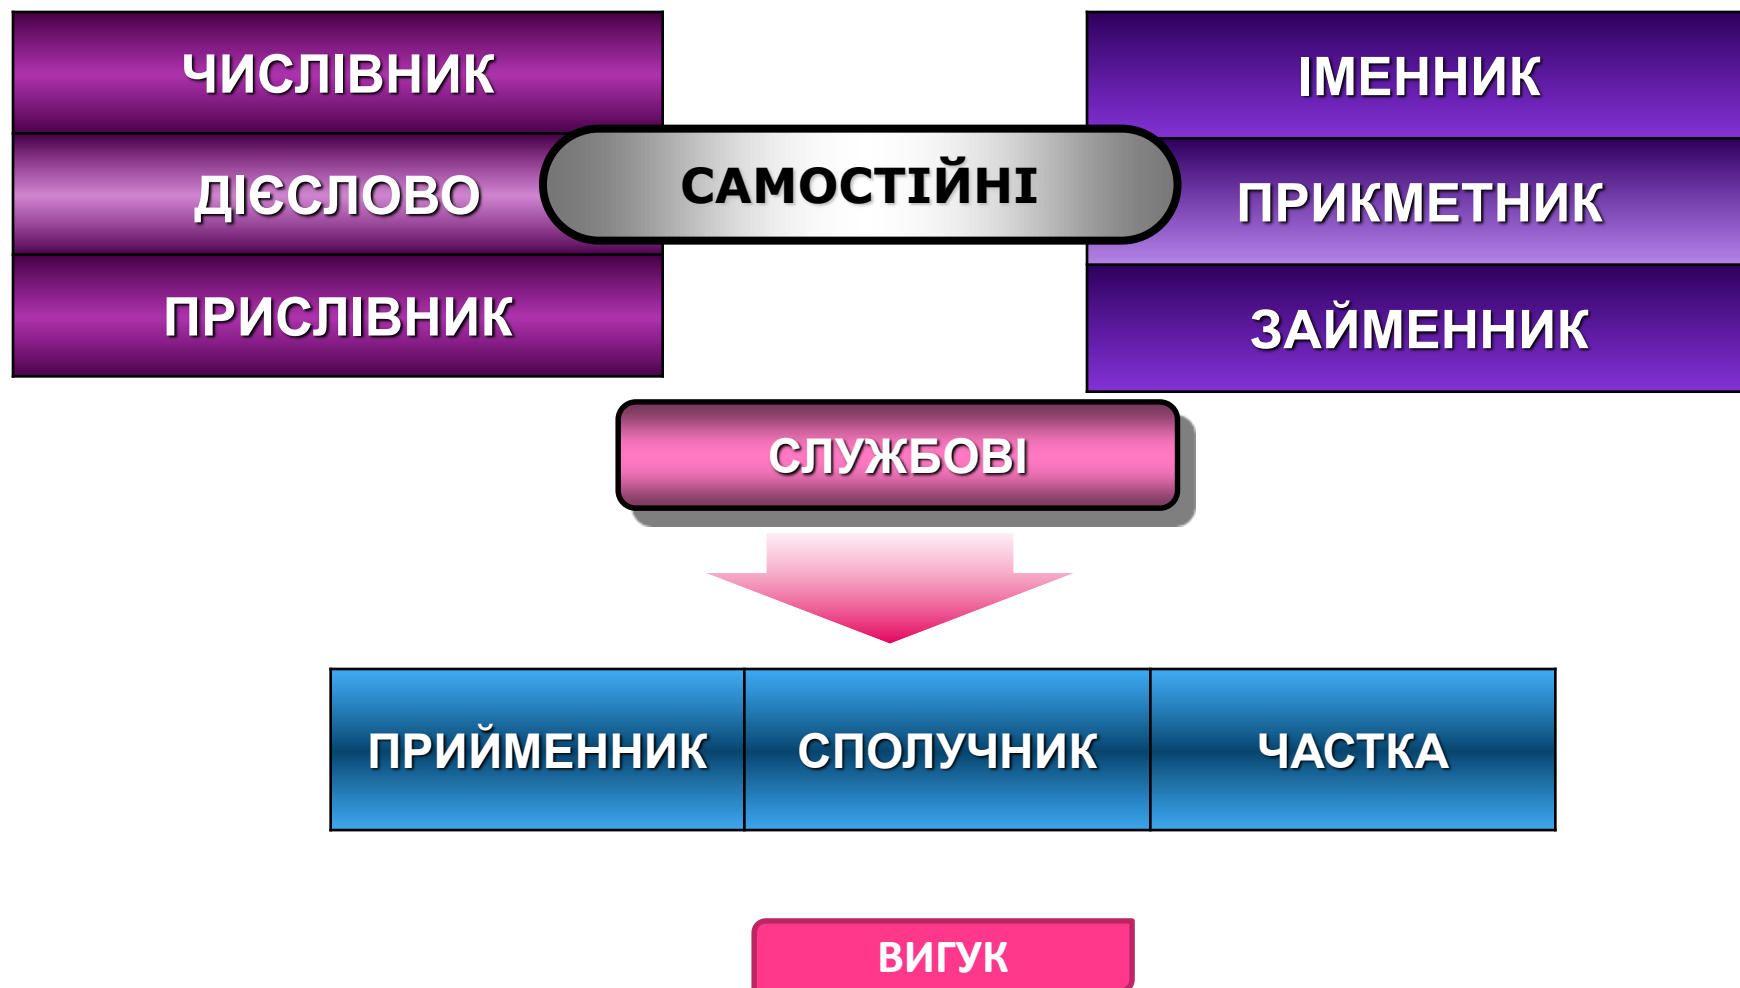 ЧИСЛІВНИК
ДІЄСЛОВО
ПРИСЛІВНИК
САМОСТІЙНІ
ІМЕННИК
ПРИКМЕТНИК
ЗАЙМЕННИК
СЛУЖБОВІ
ПРИЙМЕННИК
СПОЛУЧНИК
ЧАСТКА
ВИГУК